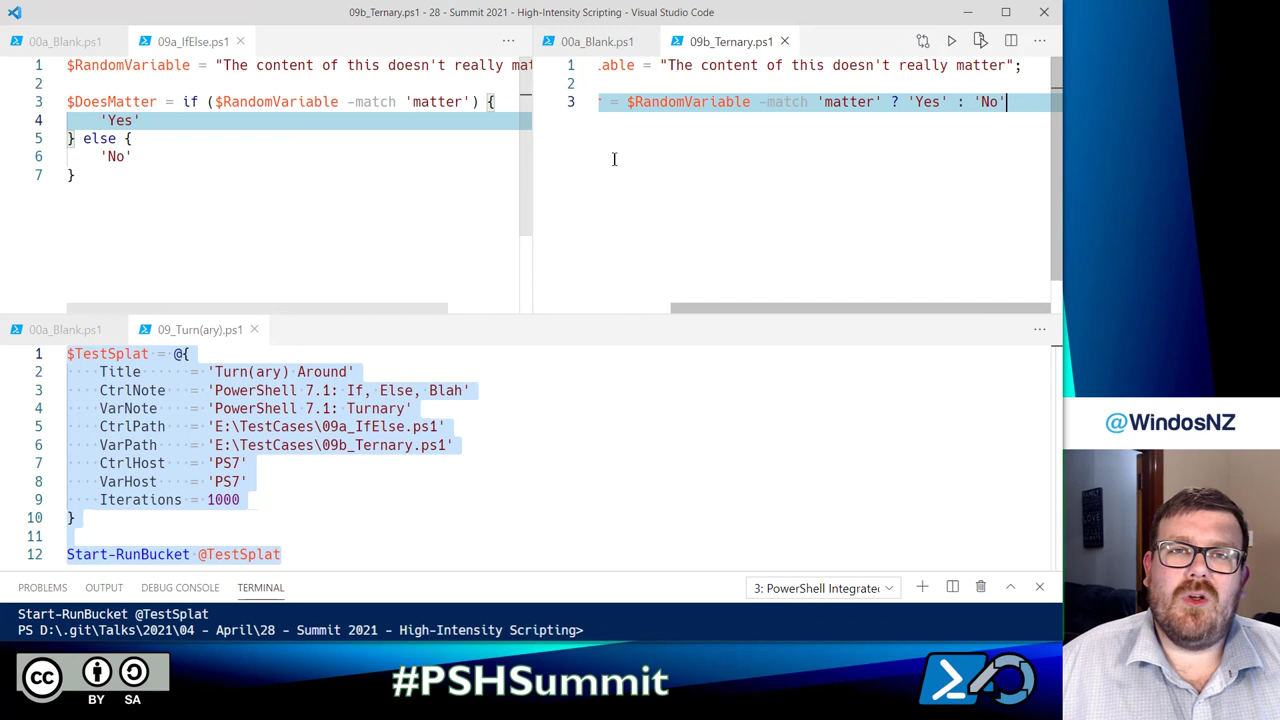 09b_Ternary.ps1 - 28 - Summit 2021 - High-Intensity Scripting - Visual Studio Code
00a_Blank.ps1
09a_IfElse.ps1
1 $RandomVariable = "The content of this doesn't really mat
2
3 $DoesMatter = if ($RandomVariable -match 'matter') {
4 'Yes'
5 } else {
6 'No'
7 }
00a_Blank.ps1
09b_Ternary.ps1
1 iable = "The content of this doesn't really matter";
2
3 r = $RandomVariable -match 'matter' ? 'Yes' : 'No'
00a_Blank.ps1
09_Turn(ary).ps1
1 $TestSplat = @{
2 Title = 'Turn(ary) Around'
3 CtrlNote = 'PowerShell 7.1: If, Else, Blah'
4 VarNote = 'PowerShell 7.1: Turnary'
5 CtrlPath = 'E:\TestCases\09a_IfElse.ps1'
6 VarPath = 'E:\TestCases\09b_Ternary.ps1'
7 CtrlHost = 'PS7'
8 VarHost = 'PS7'
9 Iterations = 1000
10 }
11
12 Start-RunBucket @TestSplat
PROBLEMS OUTPUT DEBUG CONSOLE TERMINAL
3: PowerShell Integrated
Start-RunBucket @TestSplat
PS D:\.git\Talks\2021\04 - April\28 - Summit 2021 - High-Intensity Scripting>
@WindosNZ
cc
BY SA
#PSHSummit